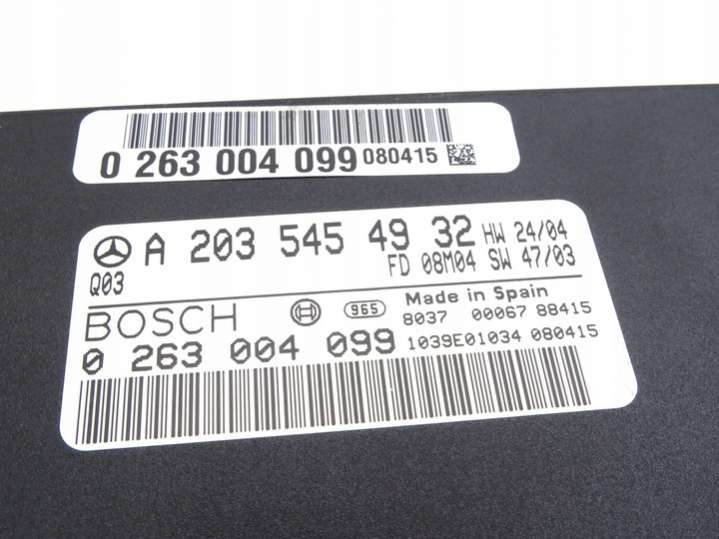 0 263 004 099 080415
A 203 545 49 32 HW 24/04
Q03 FD 08M04 SW 47/03
BOSCH 965 Made in Spain
8037 00067 88415
0 263 004 099 1039E01034 080415